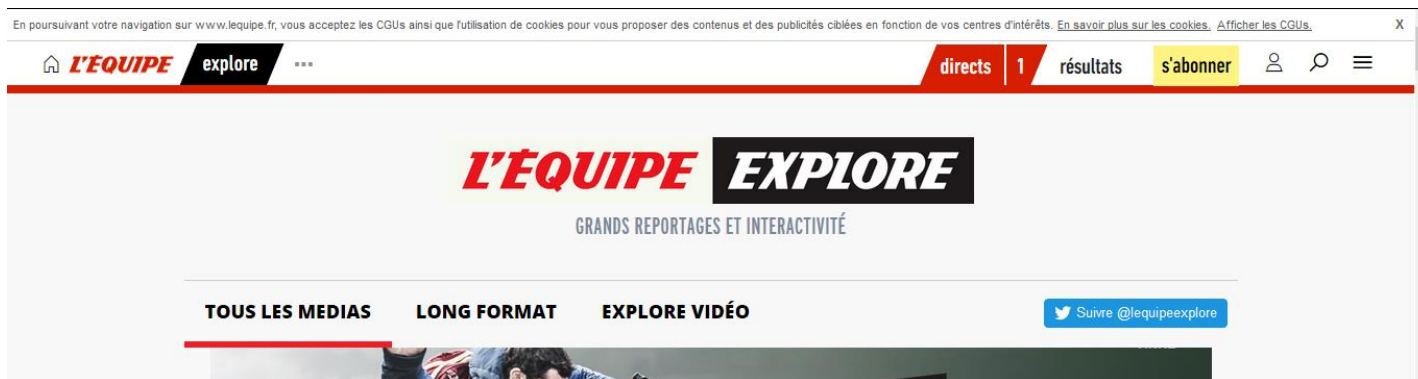 En poursuivant votre navigation sur www.lequipe.fr, vous acceptez les CGUs ainsi que l'utilisation de cookies pour vous proposer des contenus et des publicités ciblées en fonction de vos centres d'intérêts. En savoir plus sur les cookies. Afficher les CGUs. X
L'ÉQUIPE explore directs 1 résultats s'abonner
L'ÉQUIPE EXPLORE
GRANDS REPORTAGES ET INTERACTIVITÉ
TOUS LES MEDIAS LONG FORMAT EXPLORE VIDÉO Suivre @lequipeexplore